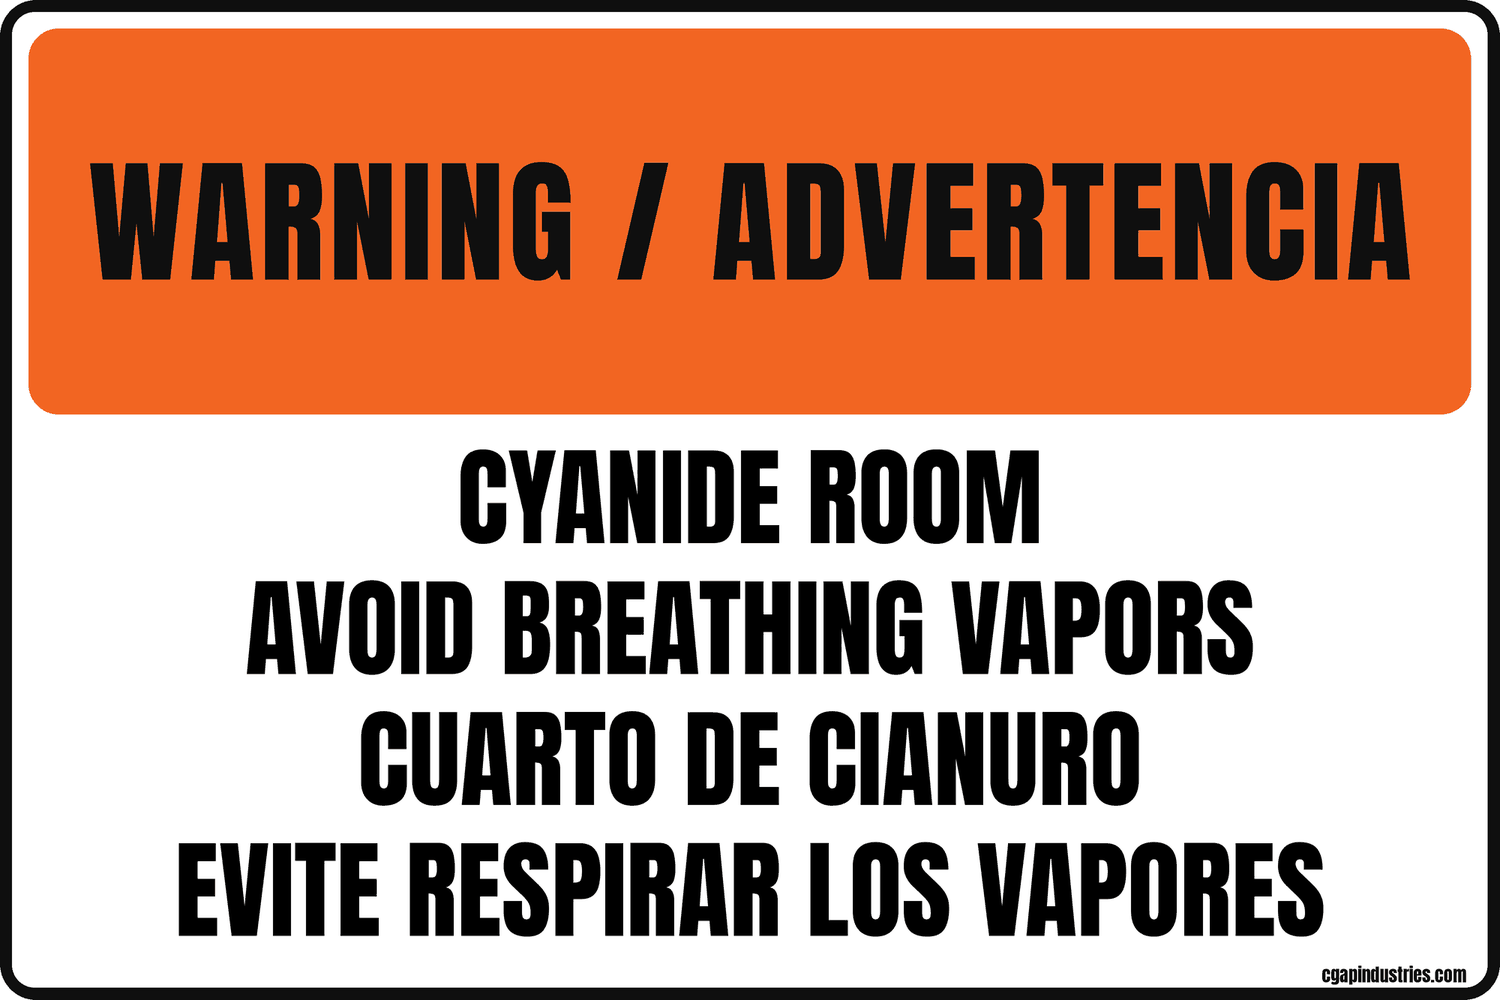 WARNING / ADVERTENCIA
CYANIDE ROOM
AVOID BREATHING VAPORS
CUARTO DE CIANURO
EVITE RESPIRAR LOS VAPORES
cgapindustries.com